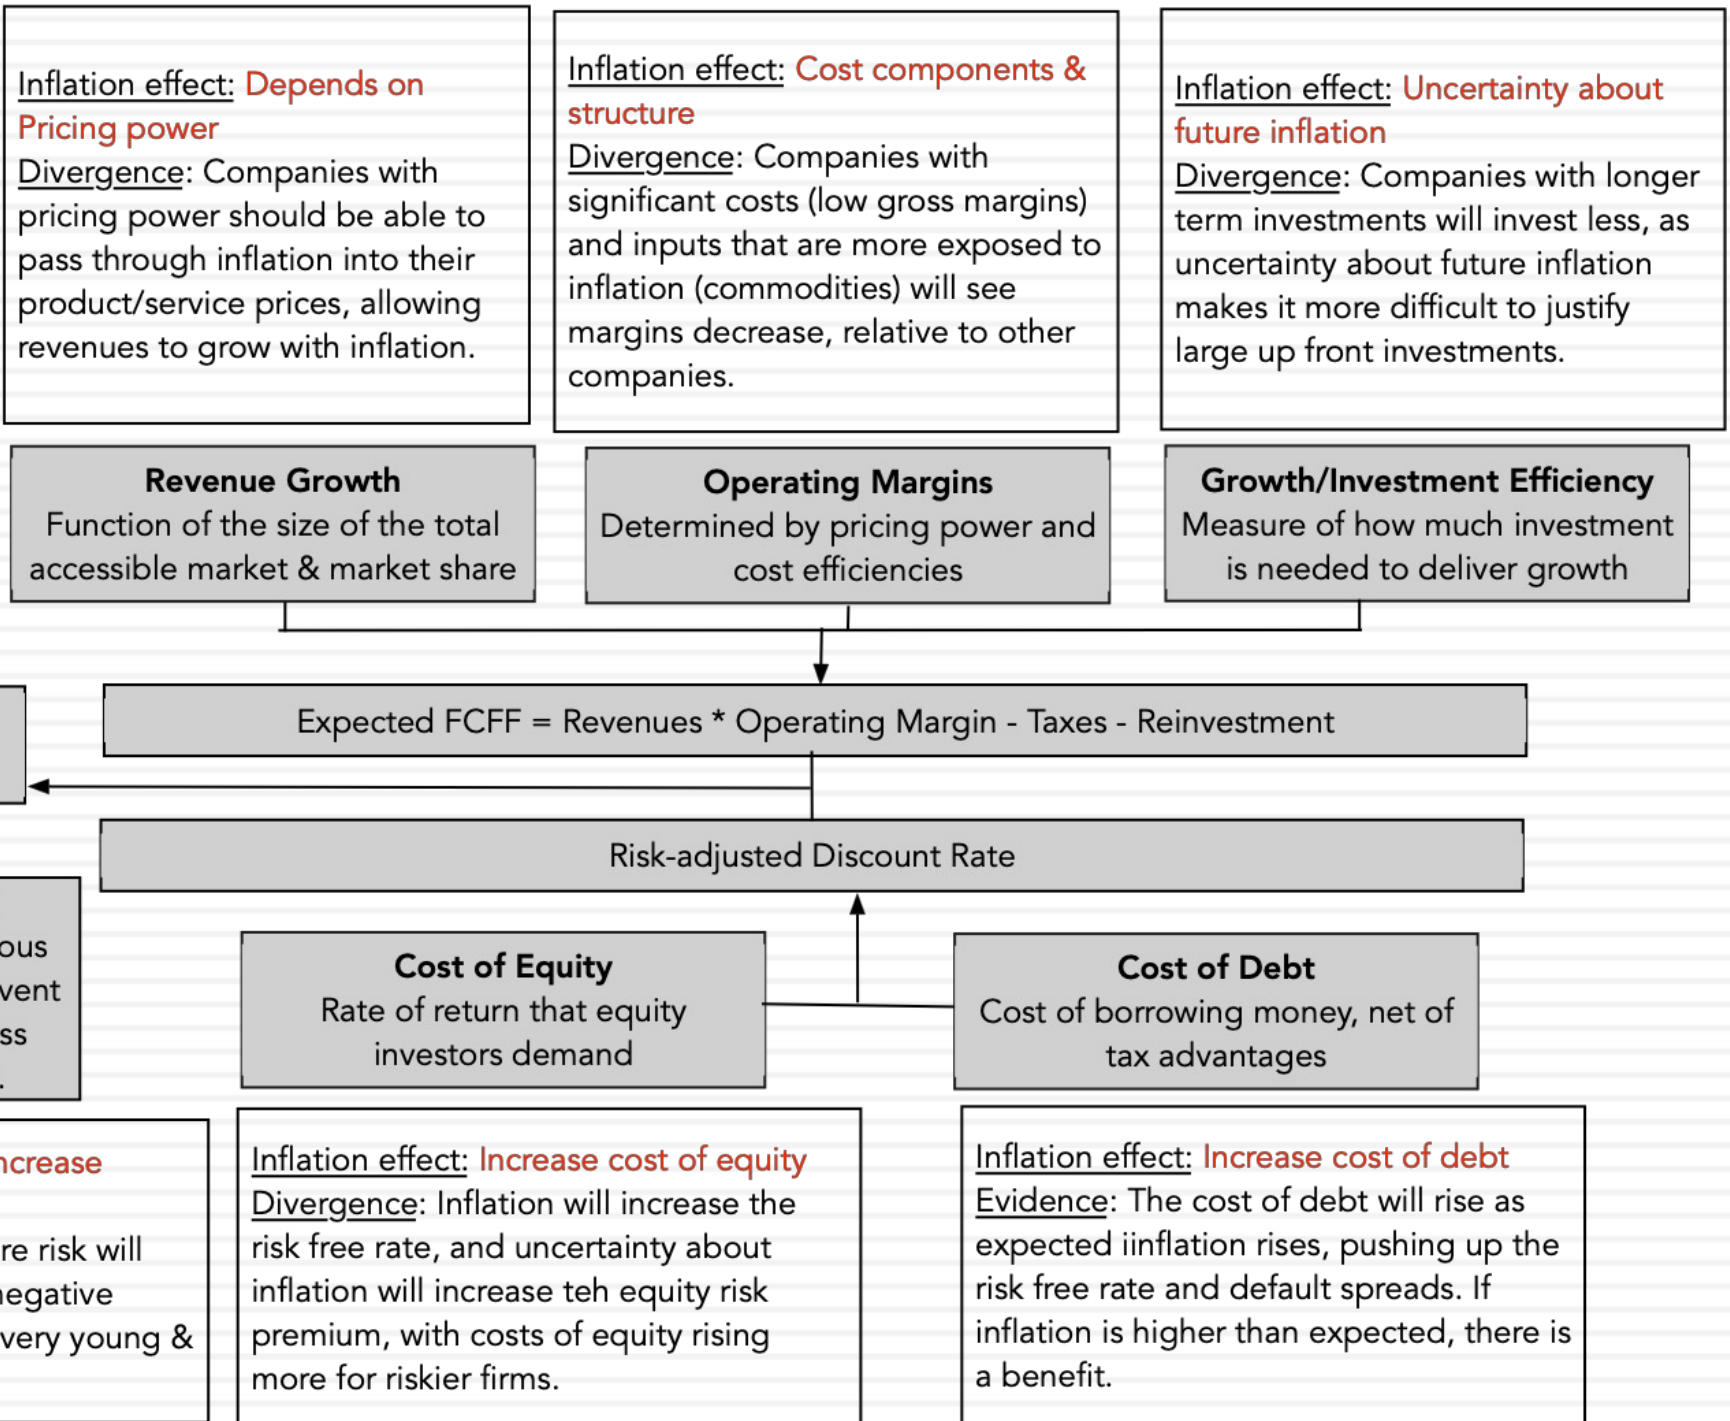 Inflation effect: Depends on
Pricing power
Divergence: Companies with
pricing power should be able to
pass through inflation into their
product/service prices, allowing
revenues to grow with inflation.
Inflation effect: Cost components &
structure
Divergence: Companies with
significant costs (low gross margins)
and inputs that are more exposed to
inflation (commodities) will see
margins decrease, relative to other
companies.
Inflation effect: Uncertainty about
future inflation
Divergence: Companies with longer
term investments will invest less, as
uncertainty about future inflation
makes it more difficult to justify
large up front investments.
Revenue Growth
Function of the size of the total
accessible market & market share
Operating Margins
Determined by pricing power and
cost efficiencies
Growth/Investment Efficiency
Measure of how much investment
is needed to deliver growth
Expected FCFF = Revenues * Operating Margin - Taxes - Reinvestment
Risk-adjusted Discount Rate
ous
vent
ss
.
Cost of Equity
Rate of return that equity
investors demand
Cost of Debt
Cost of borrowing money, net of
tax advantages
ncrease
re risk will
negative
very young &
Inflation effect: Increase cost of equity
Divergence: Inflation will increase the
risk free rate, and uncertainty about
inflation will increase teh equity risk
premium, with costs of equity rising
more for riskier firms.
Inflation effect: Increase cost of debt
Evidence: The cost of debt will rise as
expected iinflation rises, pushing up the
risk free rate and default spreads. If
inflation is higher than expected, there is
a benefit.